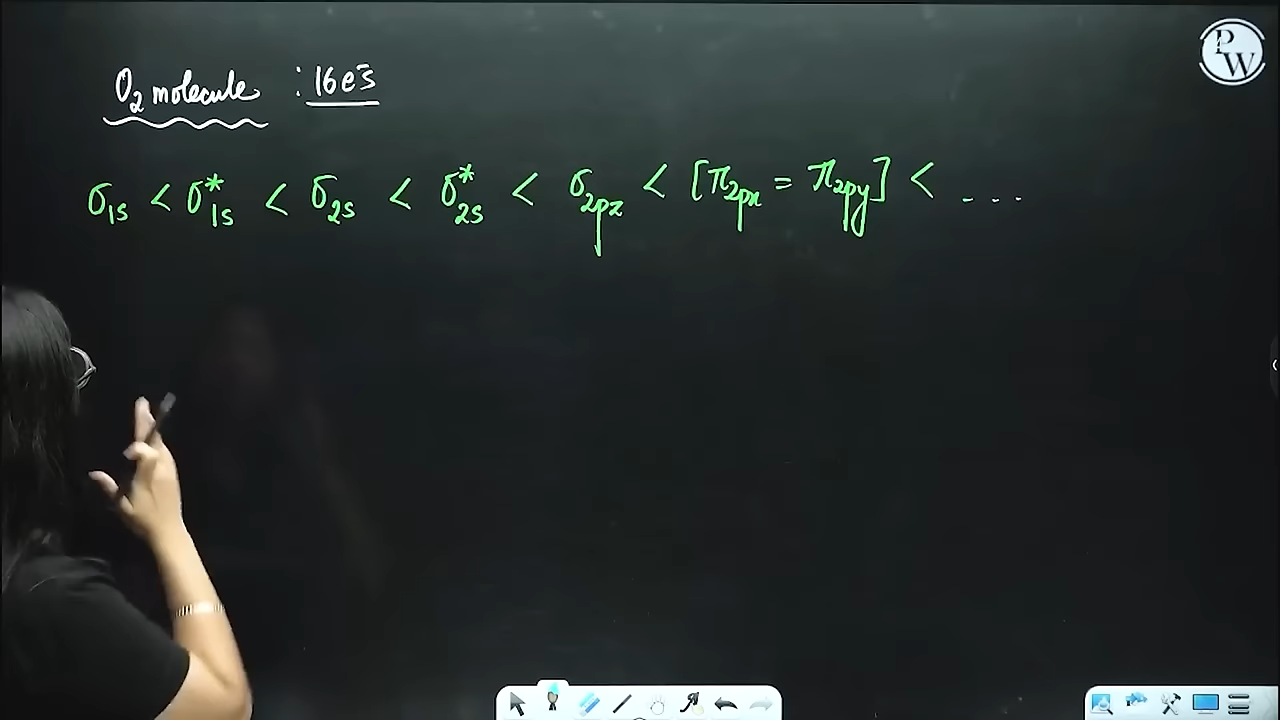 O₂ molecule : 16e⁻s
σ₁ₛ < σ*₁ₛ < σ₂ₛ < σ*₂ₛ < σ₂pz < [π₂px = π₂py] < ....
PW